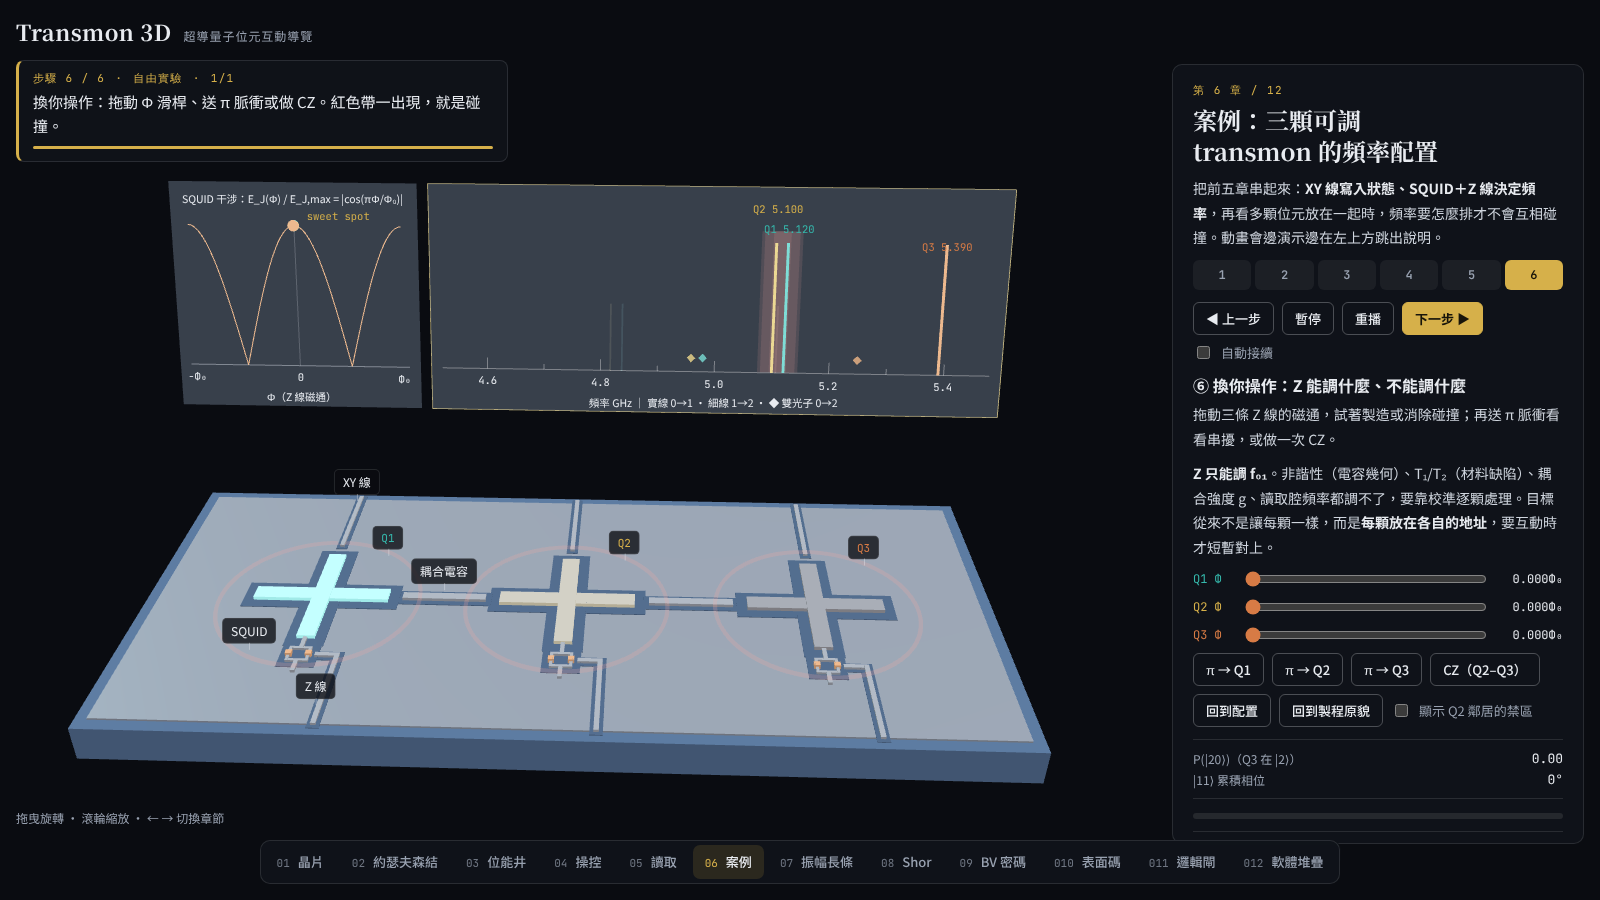 Transmon 3D 超導量子位元互動導覽
步驟 6 / 6 · 自由實驗 · 1/1
換你操作：拖動 Φ 滑桿、送 π 脈衝或做 CZ。紅色帶一出現，就是碰
撞。
SQUID 干涉：E_J(Φ) / E_J,max = |cos(πΦ/Φ₀)|
sweet spot
-Φ₀ 0 Φ₀
Φ（Z 線磁通）
Q2 5.100
Q1 5.120
Q3 5.390
4.6 4.8 5.0 5.2 5.4
頻率 GHz ｜ 實線 0→1 · 細線 1→2 · ◆ 雙光子 0→2
XY 線
Q1
Q2
Q3
耦合電容
SQUID
Z 線
拖曳旋轉 · 滾輪縮放 · ← → 切換章節
第 6 章 / 12
案例：三顆可調
transmon 的頻率配置
把前五章串起來：XY 線寫入狀態、SQUID＋Z 線決定頻
率，再看多顆位元放在一起時，頻率要怎麼排才不會互相碰
撞。動畫會邊演示邊在左上方跳出說明。
1 2 3 4 5 6
◀ 上一步 暫停 重播 下一步 ▶
自動接續
⑥ 換你操作：Z 能調什麼、不能調什麼
拖動三條 Z 線的磁通，試著製造或消除碰撞；再送 π 脈衝看
看串擾，或做一次 CZ。
Z 只能調 f₀₁。非諧性（電容幾何）、T₁/T₂（材料缺陷）、耦
合強度 g、讀取腔頻率都調不了，要靠校準逐顆處理。目標
從來不是讓每顆一樣，而是每顆放在各自的地址，要互動時
才短暫對上。
Q1 Φ 0.000Φ₀
Q2 Φ 0.000Φ₀
Q3 Φ 0.000Φ₀
π → Q1 π → Q2 π → Q3 CZ（Q2–Q3）
回到配置 回到製程原貌 顯示 Q2 鄰居的禁區
P(|20⟩)（Q3 在 |2⟩） 0.00
|11⟩ 累積相位 0°
01 晶片 02 約瑟夫森結 03 位能井 04 操控 05 讀取 06 案例 07 振幅長條 08 Shor 09 BV 密碼 010 表面碼 011 邏輯閘 012 軟體堆疊